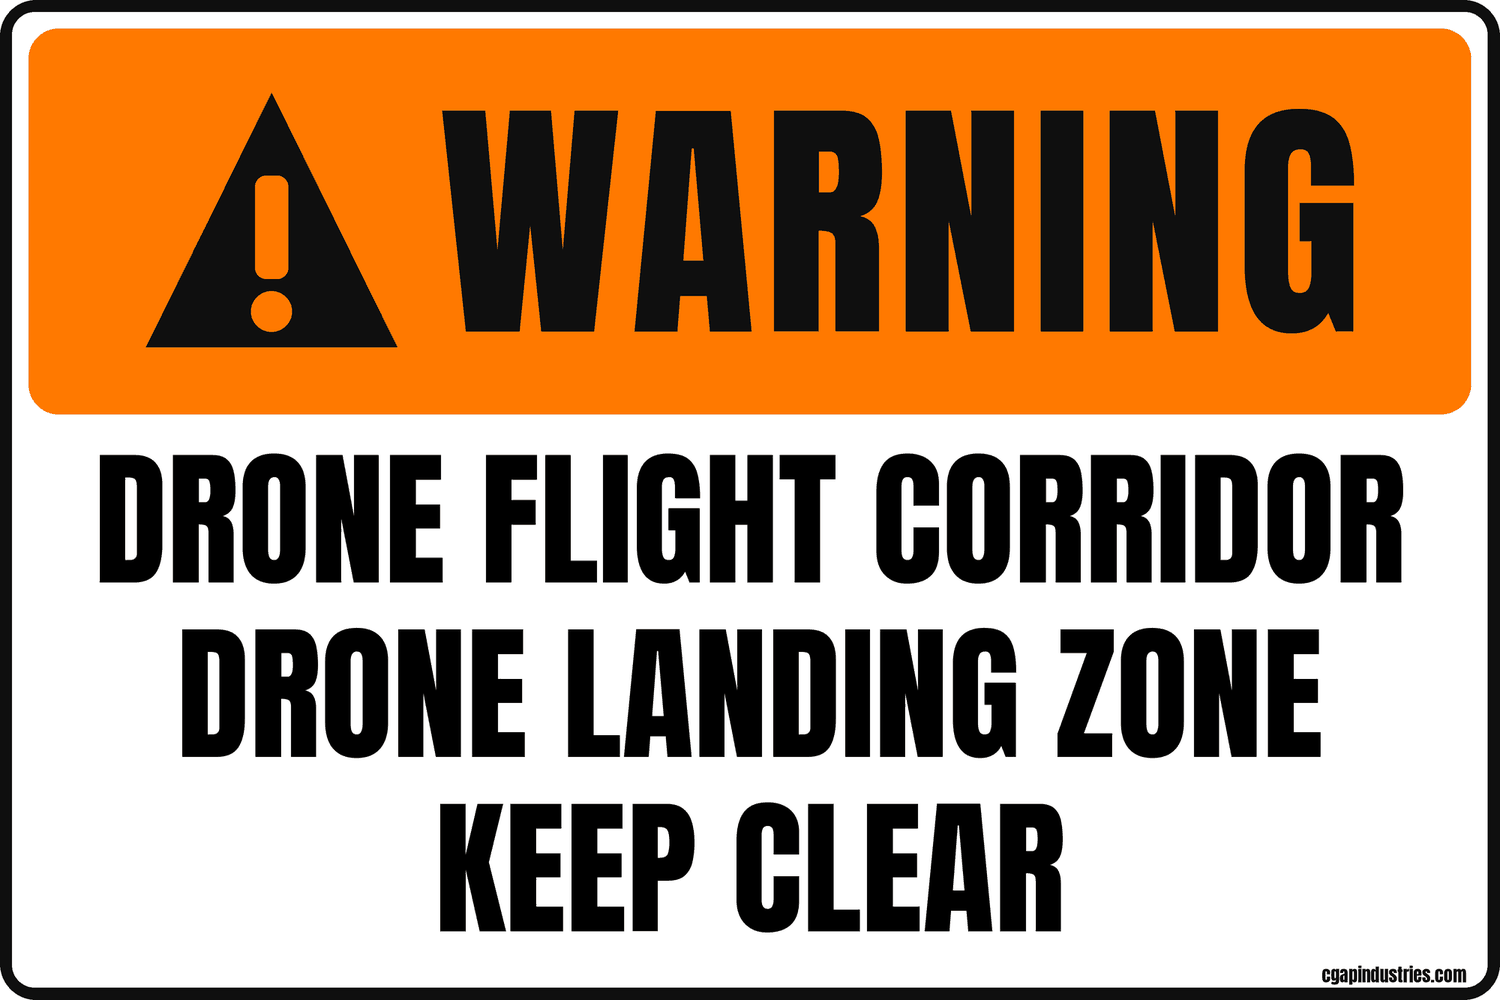 WARNING
DRONE FLIGHT CORRIDOR
DRONE LANDING ZONE
KEEP CLEAR
cgapindustries.com